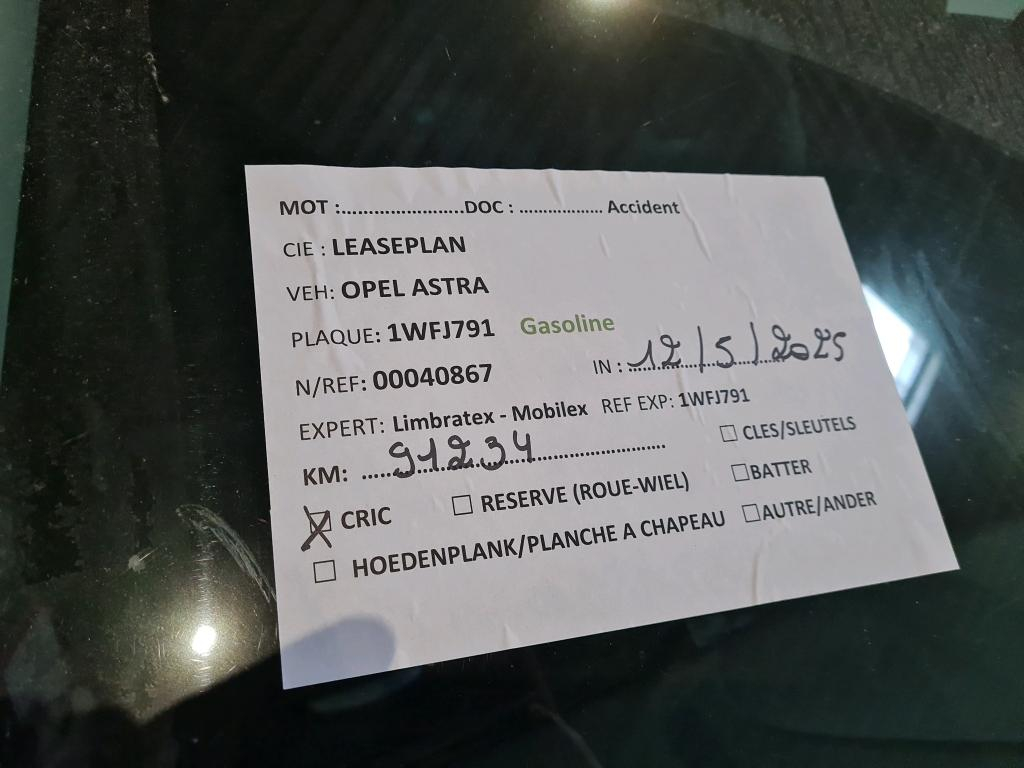 MOT :.......................DOC : .................. Accident
CIE : LEASEPLAN
VEH: OPEL ASTRA
PLAQUE: 1WFJ791 Gasoline
N/REF: 00040867 IN : 12/5/2025
EXPERT: Limbratex - Mobilex REF EXP: 1WFJ791
KM: 91234 ☐ CLES/SLEUTELS
☒ CRIC ☐ RESERVE (ROUE-WIEL) ☐BATTER
☐ HOEDENPLANK/PLANCHE A CHAPEAU ☐AUTRE/ANDER